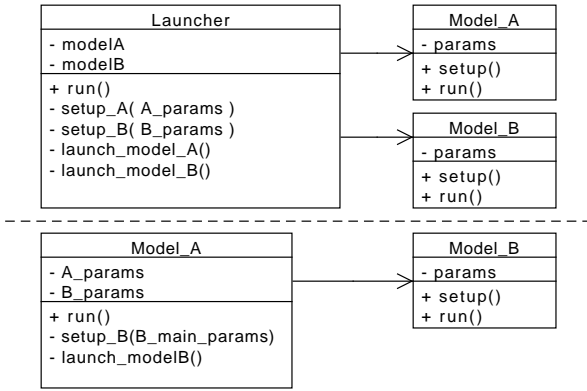 Launcher
- modelA
- modelB
+ run()
- setup_A( A_params )
- setup_B( B_params )
- launch_model_A()
- launch_model_B()
Model_A
- params
+ setup()
+ run()
Model_B
- params
+ setup()
+ run()
Model_A
- A_params
- B_params
+ run()
- setup_B(B_main_params)
- launch_modelB()
Model_B
- params
+ setup()
+ run()